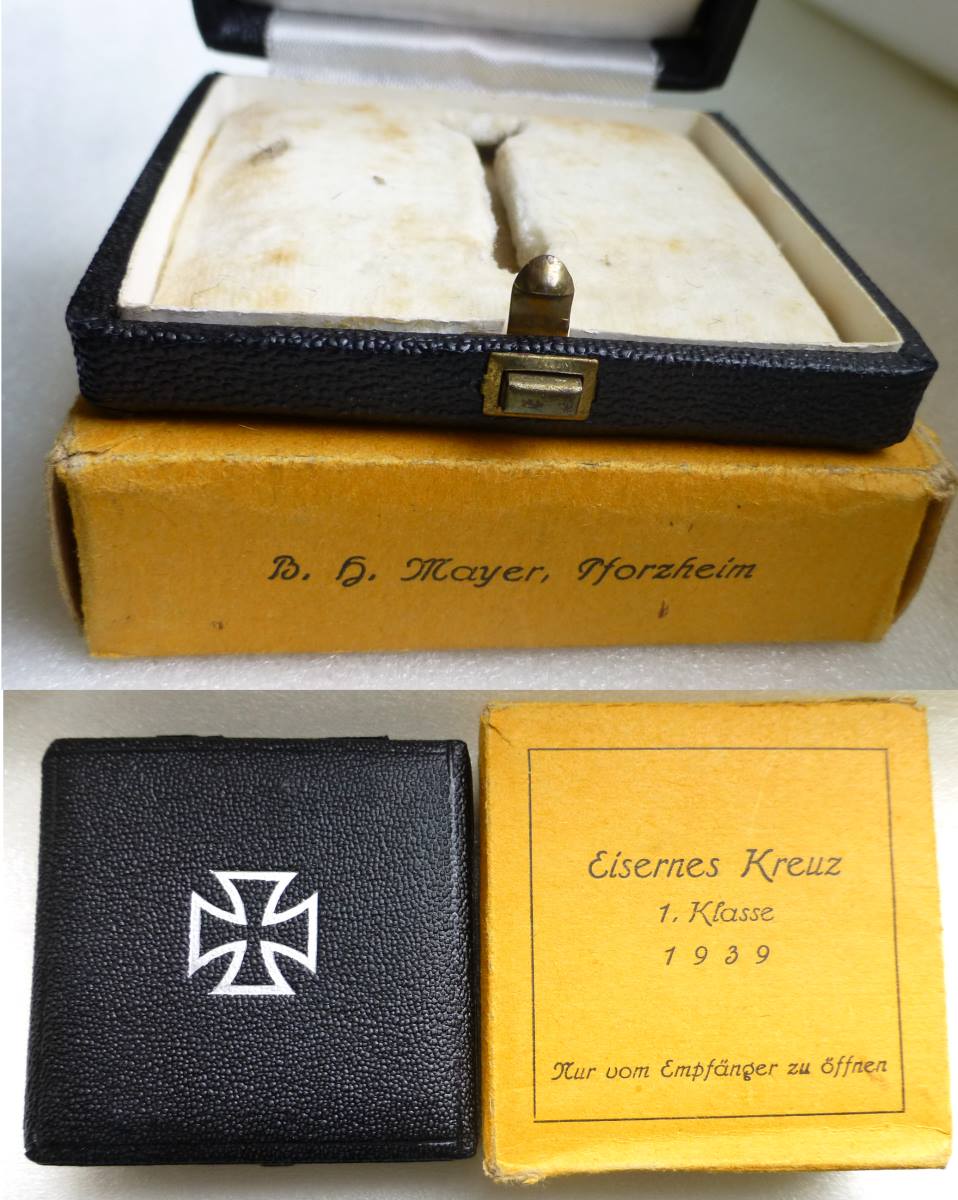 B. H. Mayer, Pforzheim
Eisernes Kreuz
1. Klasse
1939
Nur vom Empfänger zu öffnen